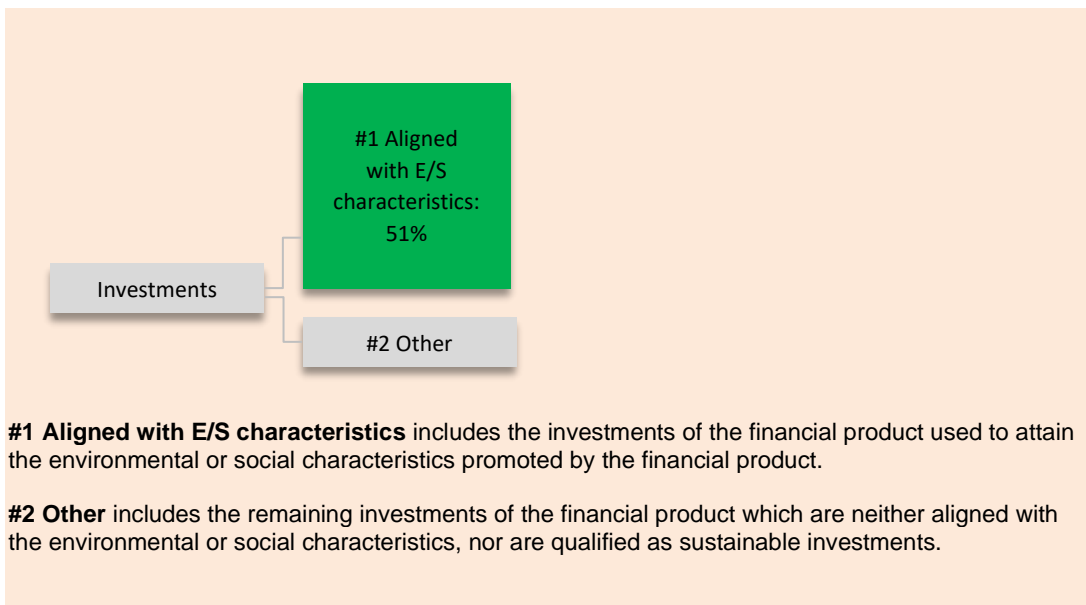 #1 Aligned
with E/S
characteristics:
51%
Investments
#2 Other
#1 Aligned with E/S characteristics includes the investments of the financial product used to attain
the environmental or social characteristics promoted by the financial product.
#2 Other includes the remaining investments of the financial product which are neither aligned with
the environmental or social characteristics, nor are qualified as sustainable investments.